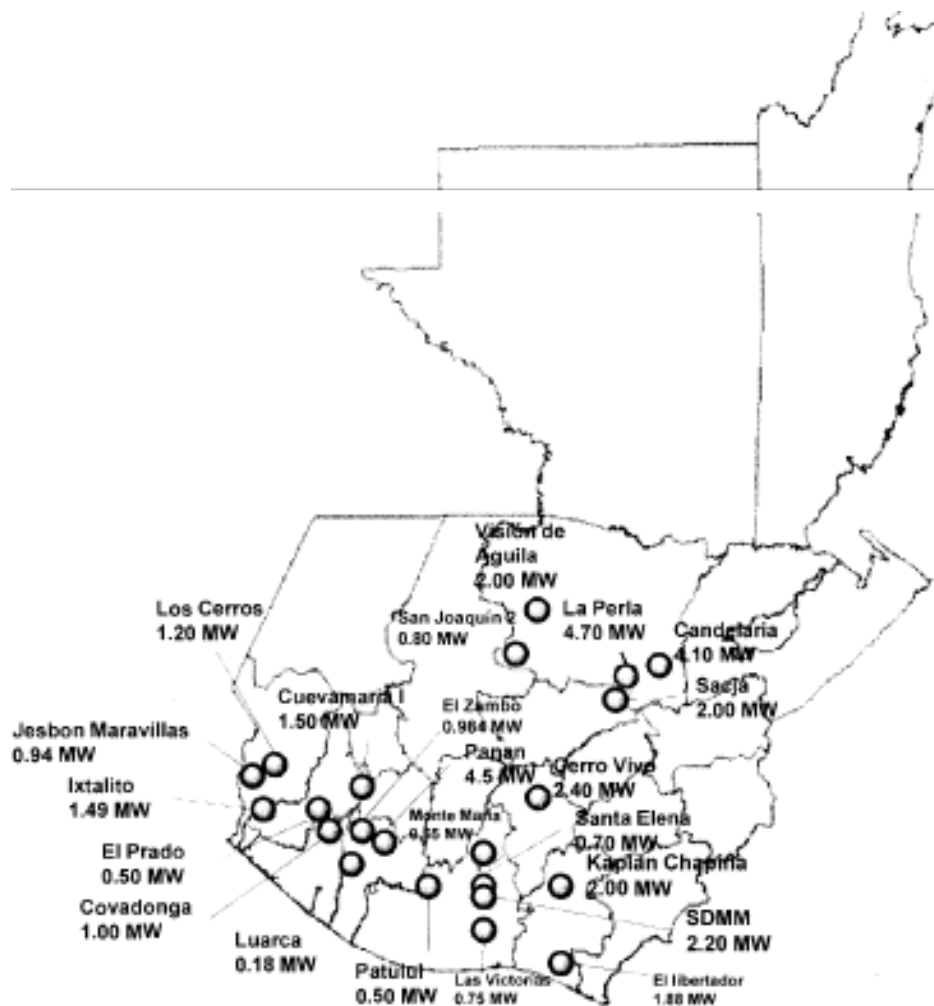 Visión de
Aguila
2.00 MW
Los Cerros
1.20 MW
San Joaquín 2
0.80 MW
La Perla
4.70 MW
Candelaria
4.10 MW
Cuevamaría I
1.50 MW
El Zambo
0.984 MW
Sacjá
2.00 MW
Jesbon Maravillas
0.94 MW
Panan
4.5 MW
Cerro Vivo
2.40 MW
Ixtalito
1.49 MW
Monte María
MW
Santa Elena
0.70 MW
El Prado
0.50 MW
Kaplán Chapina
2.00 MW
Covadonga
1.00 MW
SDMM
2.20 MW
Luarca
0.18 MW
Patulul
0.50 MW
Las Victorias
0.75 MW
El libertador
1.88 MW